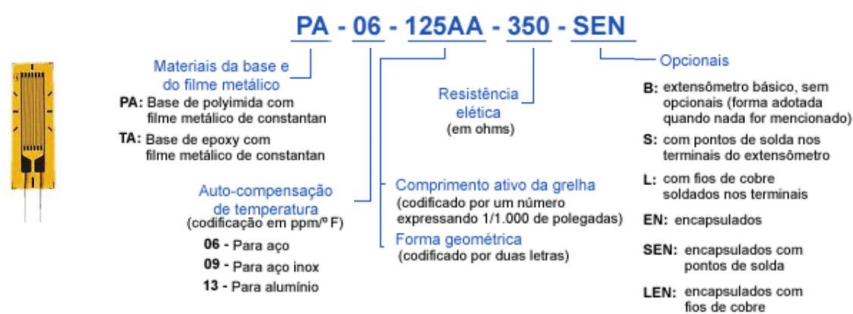 PA - 06 - 125AA - 350 - SEN
Materiais da base e
do filme metálico
PA: Base de polyimida com
filme metálico de constantan
TA: Base de epoxy com
filme metálico de constantan
Auto-compensação
de temperatura
(codificação em ppm/º F)
06 - Para aço
09 - Para aço inox
13 - Para alumínio
Resistência
elética
(em ohms)
Comprimento ativo da grelha
(codificado por um número
expressando 1/1.000 de polegadas)
Forma geométrica
(codificado por duas letras)
Opcionais
B: extensômetro básico, sem
opcionais (forma adotada
quando nada for mencionado)
S: com pontos de solda nos
terminais do extensômetro
L: com fios de cobre
soldados nos terminais
EN: encapsulados
SEN: encapsulados com
pontos de solda
LEN: encapsulados com
fios de cobre